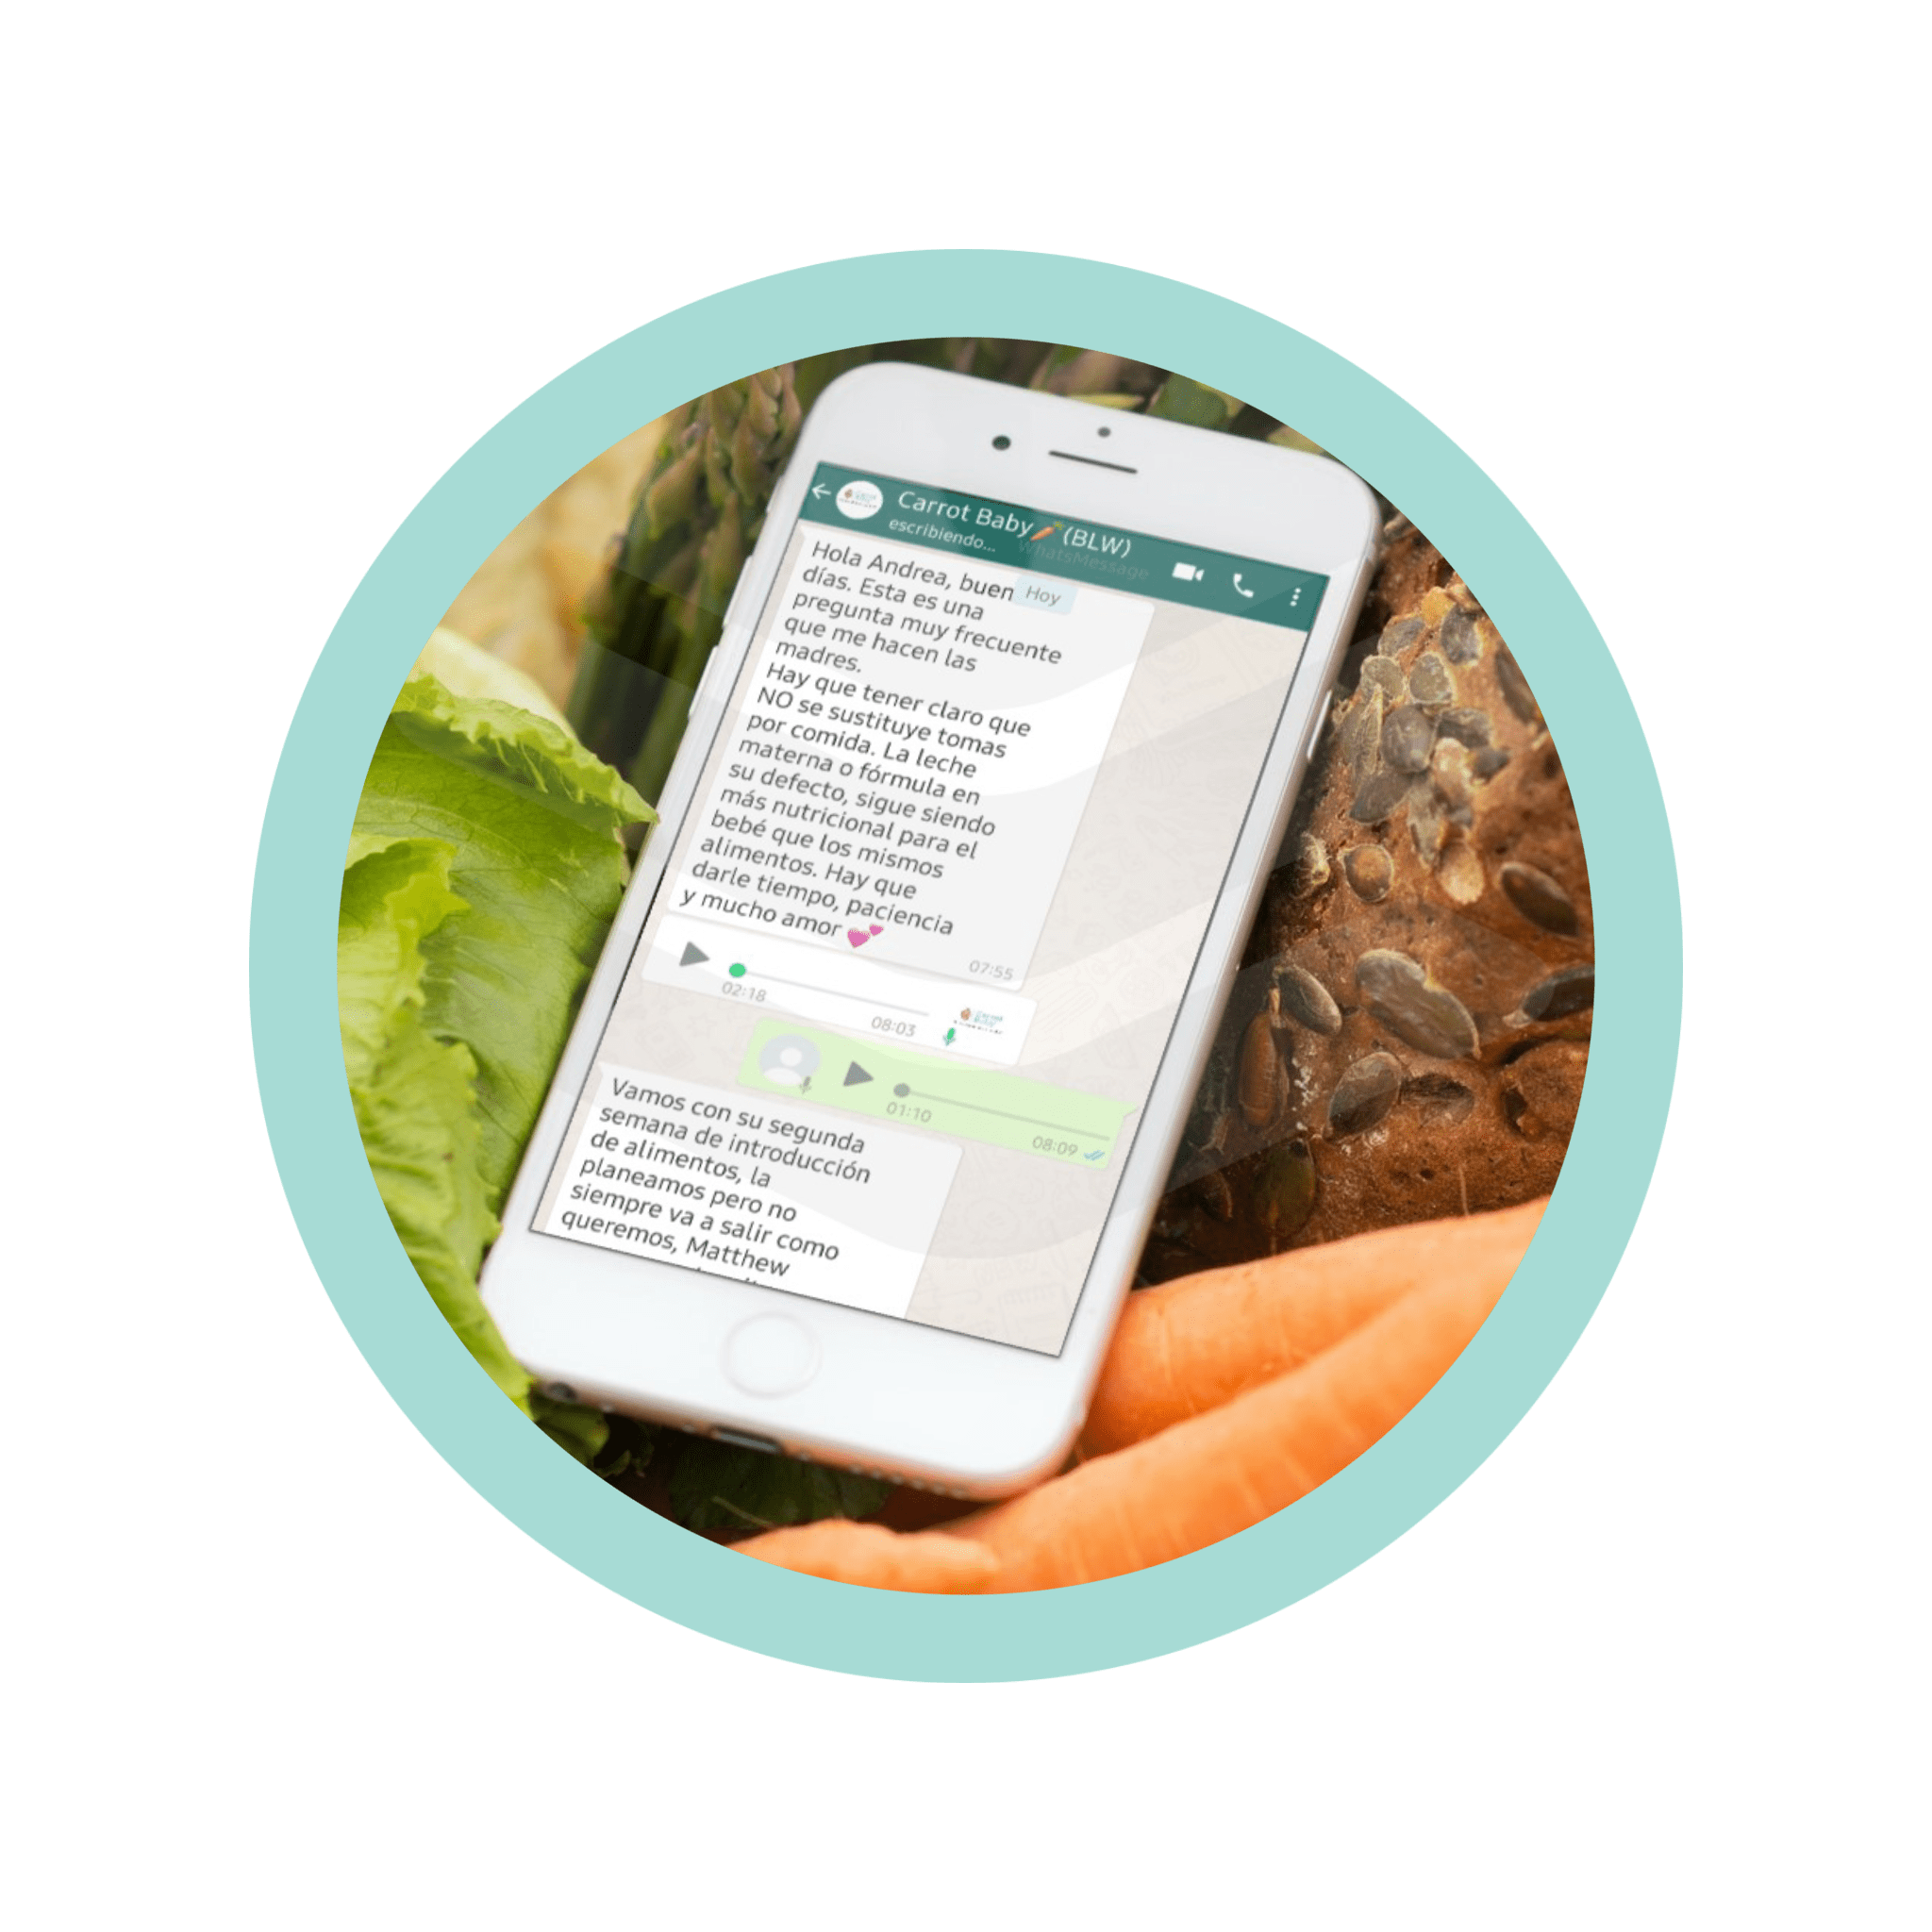 Carrot Baby🥕(BLW)
escribiendo...
WhatsMessage
Hoy
Hola Andrea, buen
días. Esta es una
pregunta muy frecuente
que me hacen las
madres.
Hay que tener claro que
NO se sustituye tomas
por comida. La leche
materna o fórmula en
su defecto, sigue siendo
más nutricional para el
bebé que los mismos
alimentos. Hay que
darle tiempo, paciencia
y mucho amor 💕
07:55
02:18
08:03
01:10
08:09
Vamos con su segunda
semana de introducción
de alimentos, la
planeamos pero no
siempre va a salir como
queremos, Matthew